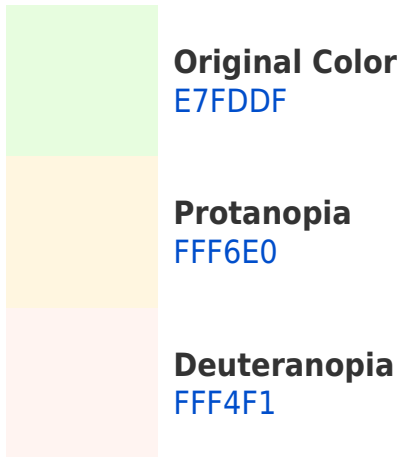 Original Color
E7FDDF
Protanopia
FFF6E0
Deuteranopia
FFF4F1